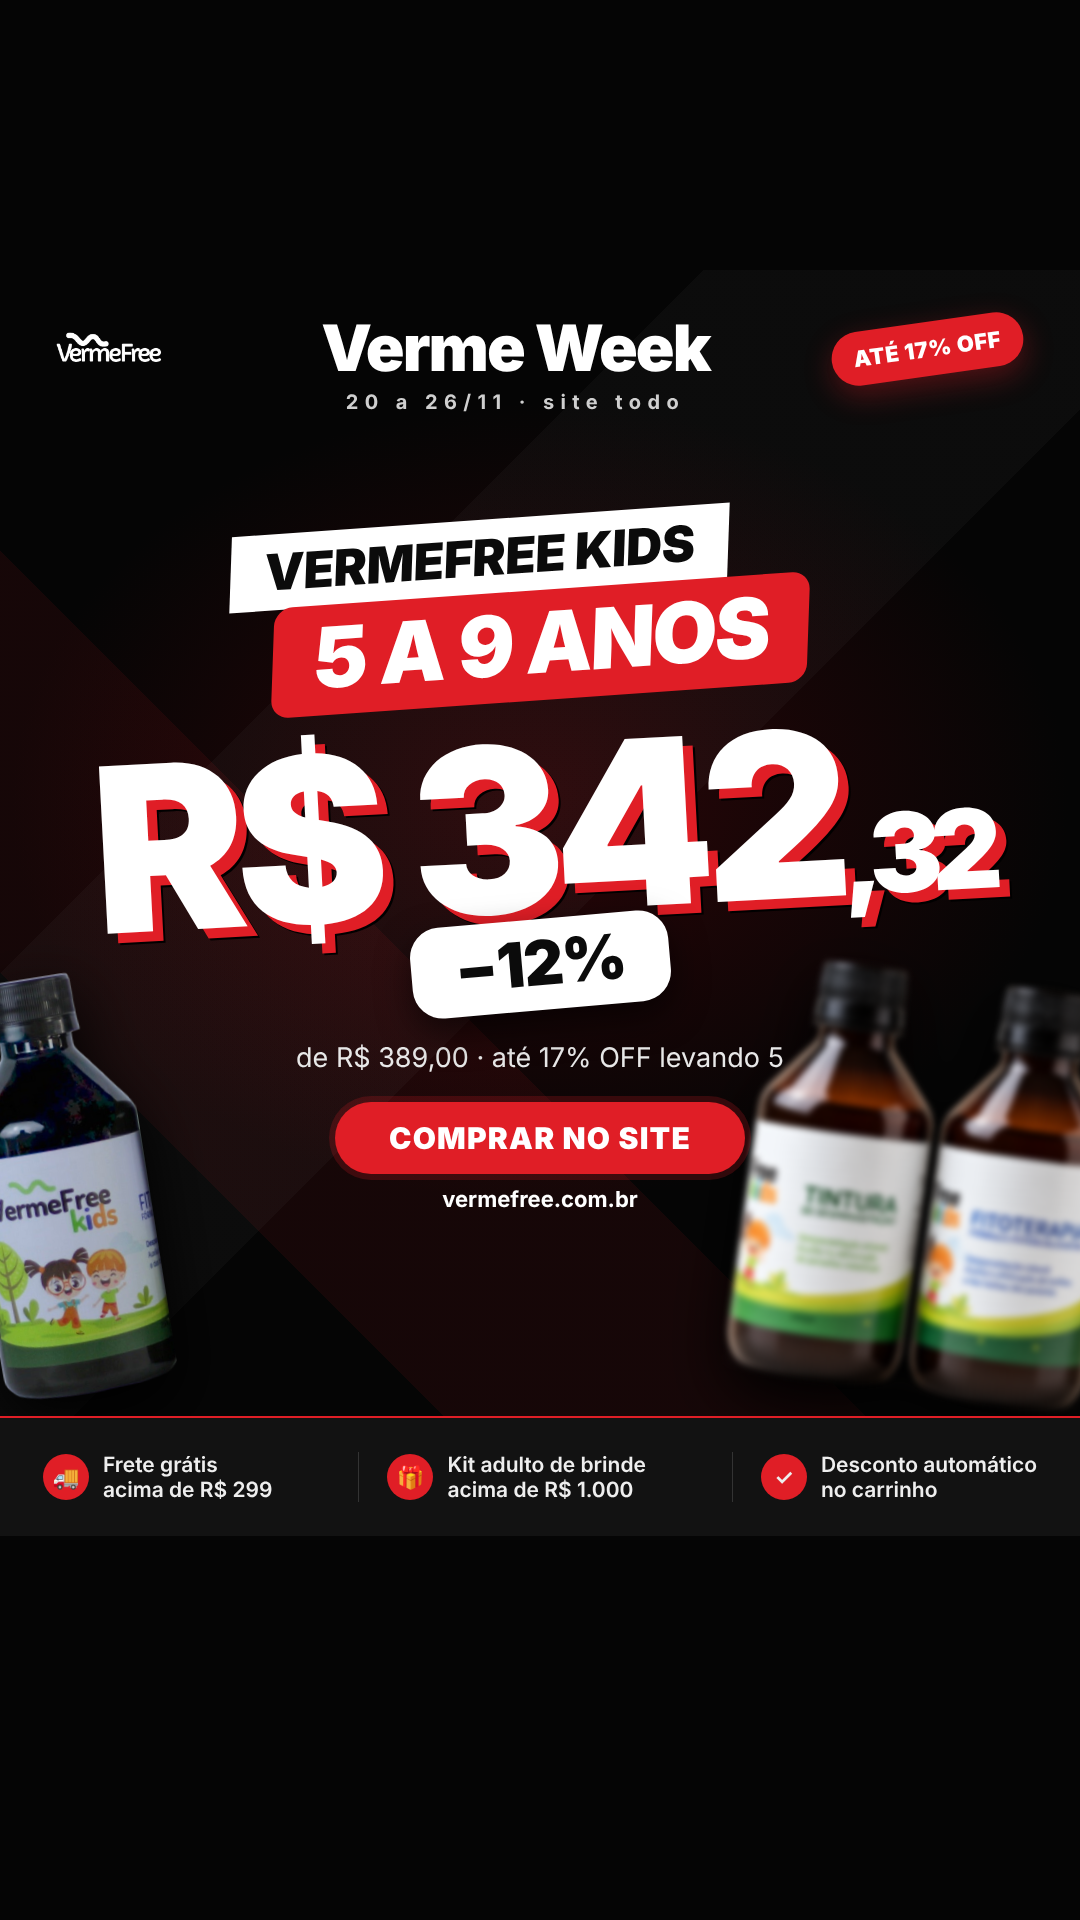 VermeFree
Verme Week
20 a 26/11 · site todo
ATÉ 17% OFF
VERMEFREE KIDS
5 A 9 ANOS
R$ 342,32
–12%
de R$ 389,00 · até 17% OFF levando 5
COMPRAR NO SITE
vermefree.com.br
VermeFree
kids
TINTURA
FITOTERAPI
Frete grátis
acima de R$ 299
Kit adulto de brinde
acima de R$ 1.000
Desconto automático
no carrinho